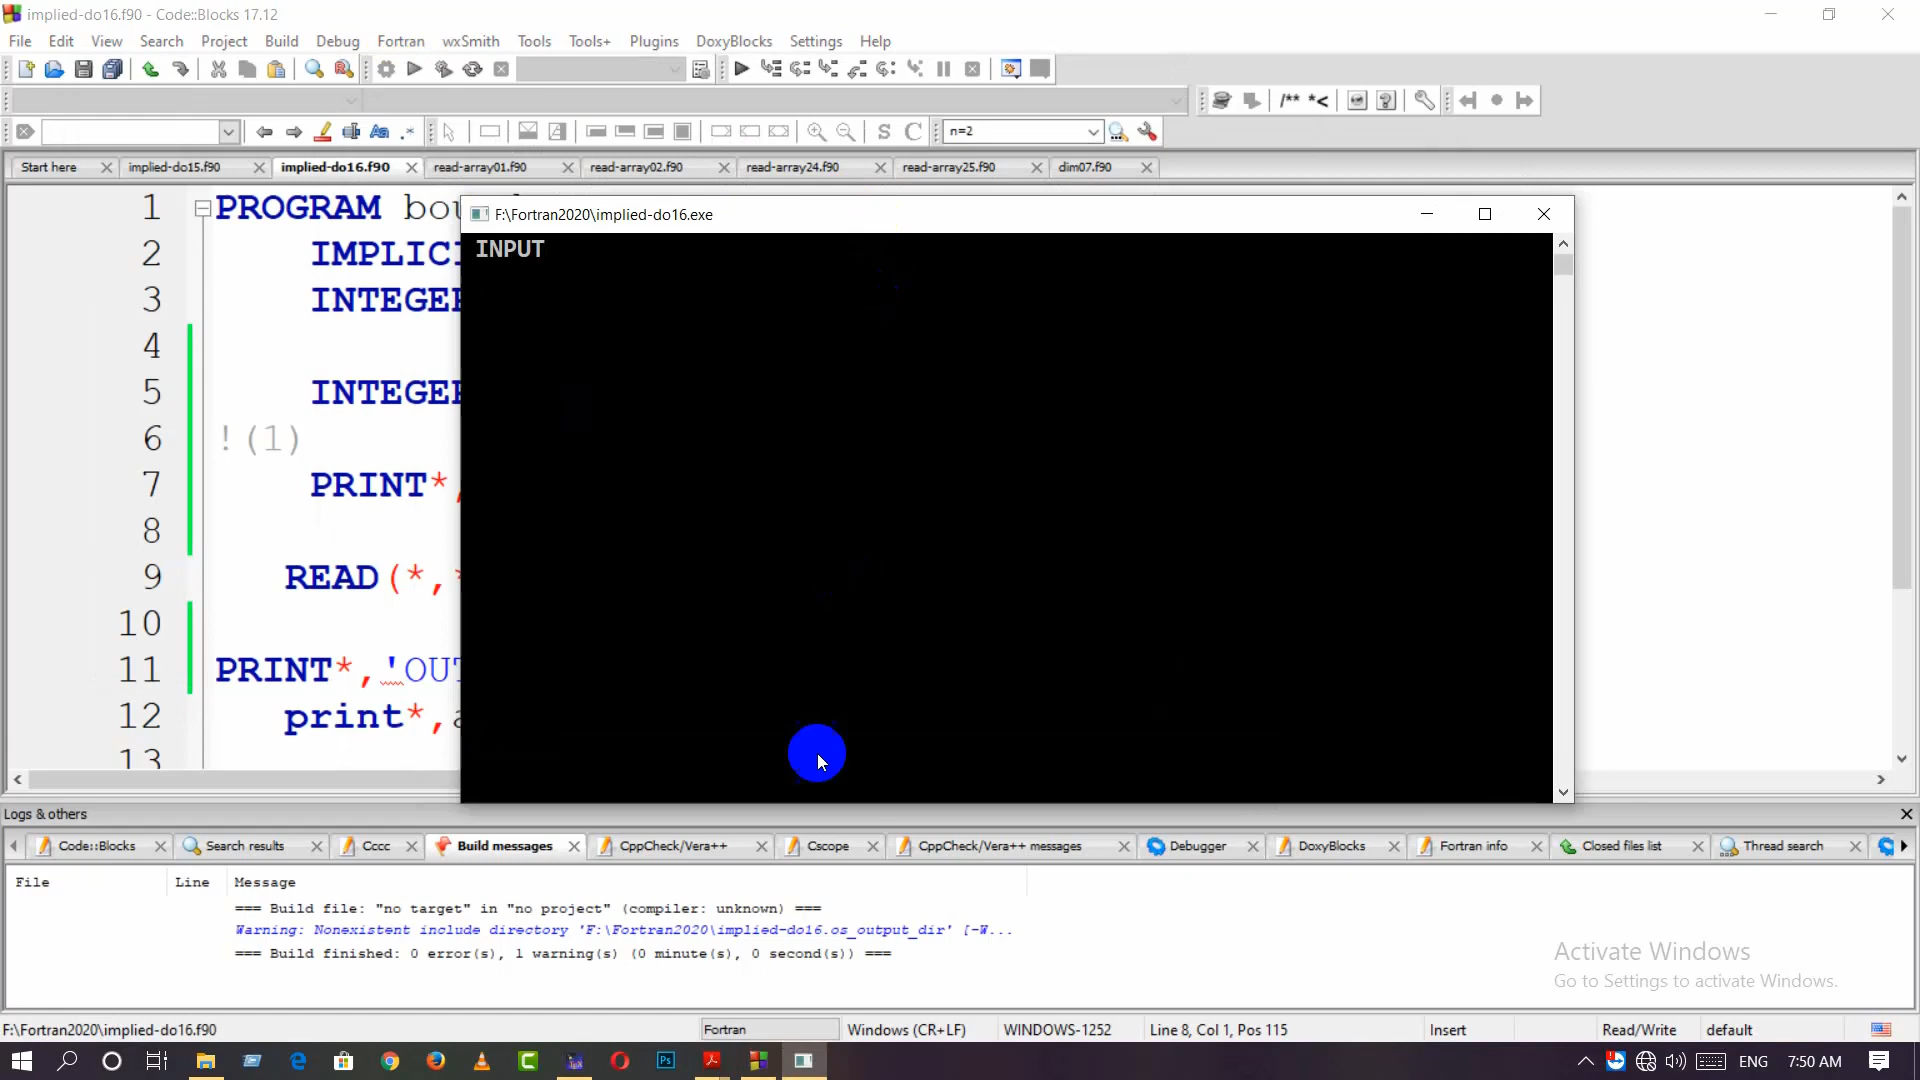 implied-do16.f90 - Code::Blocks 17.12
File Edit View Search Project Build Debug Fortran wxSmith Tools Tools+ Plugins DoxyBlocks Settings Help
/** *<
n=2
Start here implied-do15.f90 implied-do16.f90 read-array01.f90 read-array02.f90 read-array24.f90 read-array25.f90 dim07.f90
1 PROGRAM bou
F:\Fortran2020\implied-do16.exe
INPUT
2 IMPLICI
3 INTEGER
4
5 INTEGER
6 !(1)
7 PRINT*,
8
9 READ(*,*
10
11 PRINT*,'OUT
12 print*,a
13
Logs & others
Code::Blocks Search results Cccc Build messages CppCheck/Vera++ Cscope CppCheck/Vera++ messages Debugger DoxyBlocks Fortran info Closed files list Thread search
File Line Message
=== Build file: "no target" in "no project" (compiler: unknown) ===
Warning: Nonexistent include directory 'F:\Fortran2020\implied-do16.os_output_dir' [-W...
=== Build finished: 0 error(s), 1 warning(s) (0 minute(s), 0 second(s)) ===
Activate Windows
Go to Settings to activate Windows.
F:\Fortran2020\implied-do16.f90 Fortran Windows (CR+LF) WINDOWS-1252 Line 8, Col 1, Pos 115 Insert Read/Write default
ENG 7:50 AM